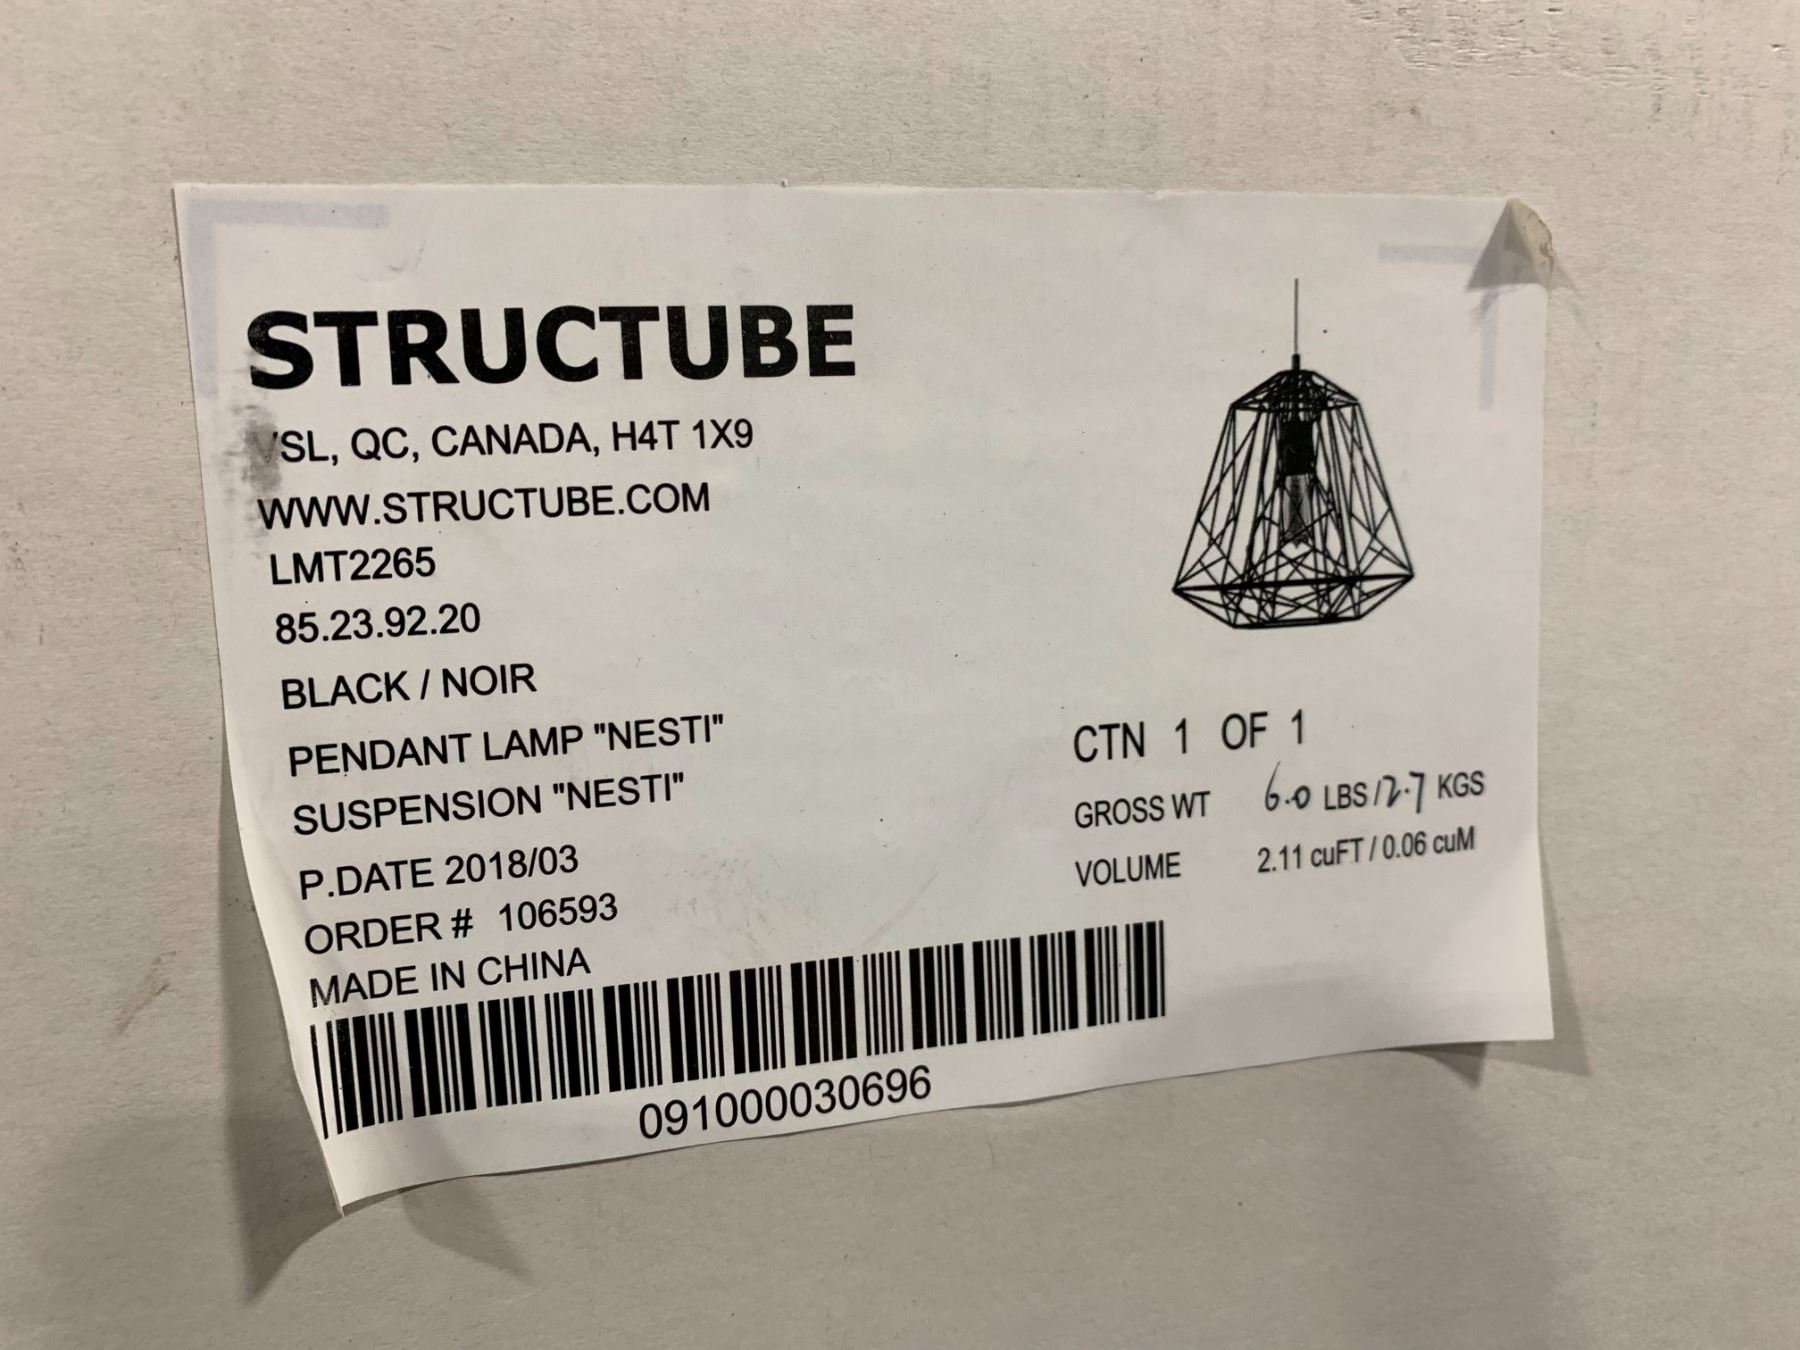 STRUCTUBE
VSL, QC, CANADA, H4T 1X9
WWW.STRUCTUBE.COM
LMT2265
85.23.92.20
BLACK / NOIR
PENDANT LAMP "NESTI"
SUSPENSION "NESTI"
P.DATE 2018/03
ORDER # 106593
MADE IN CHINA
091000030696
CTN 1 OF 1
GROSS WT 6.0 LBS / 2.7 KGS
VOLUME 2.11 cuFT / 0.06 cuM